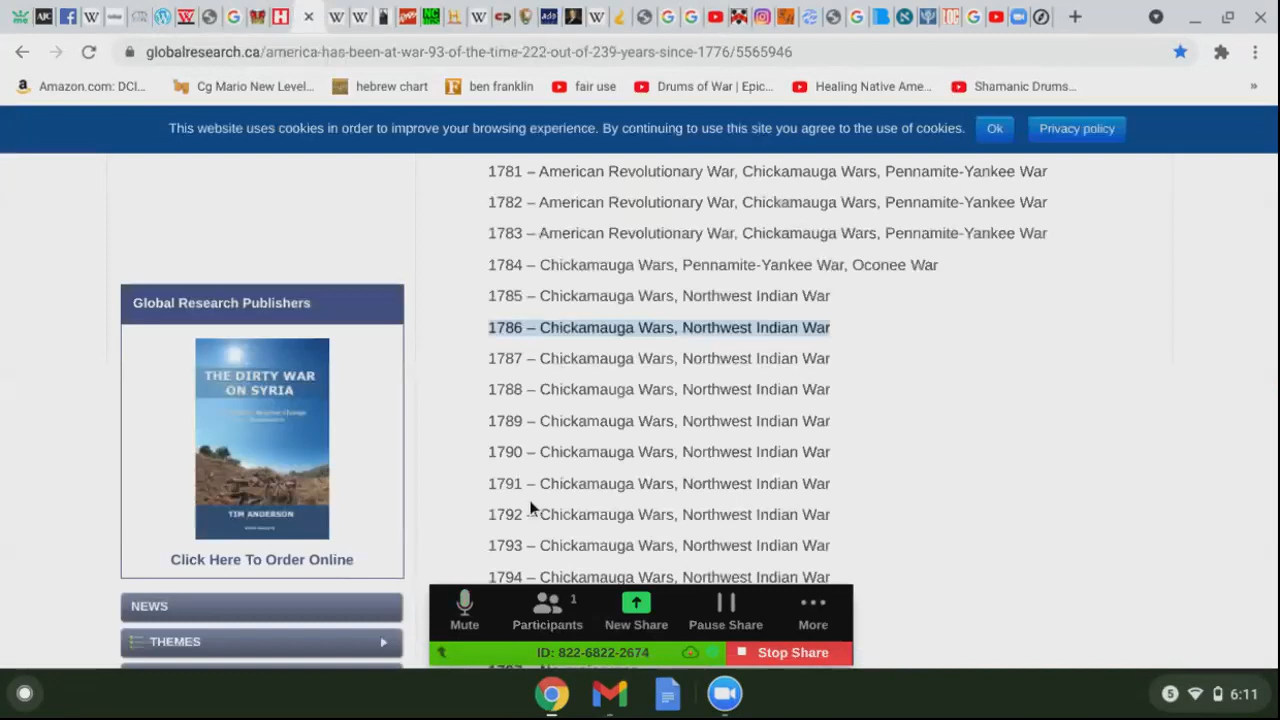 globalresearch.ca/america-has-been-at-war-93-of-the-time-222-out-of-239-years-since-1776/5565946
Amazon.com: DCI...
Cg Mario New Level...
hebrew chart
ben franklin
fair use
Drums of War | Epic...
Healing Native Ame...
Shamanic Drums...
»
This website uses cookies in order to improve your browsing experience. By continuing to use this site you agree to the use of cookies.
Ok
Privacy policy
1781 – American Revolutionary War, Chickamauga Wars, Pennamite-Yankee War
1782 – American Revolutionary War, Chickamauga Wars, Pennamite-Yankee War
1783 – American Revolutionary War, Chickamauga Wars, Pennamite-Yankee War
1784 – Chickamauga Wars, Pennamite-Yankee War, Oconee War
1785 – Chickamauga Wars, Northwest Indian War
1786 – Chickamauga Wars, Northwest Indian War
1787 – Chickamauga Wars, Northwest Indian War
1788 – Chickamauga Wars, Northwest Indian War
1789 – Chickamauga Wars, Northwest Indian War
1790 – Chickamauga Wars, Northwest Indian War
1791 – Chickamauga Wars, Northwest Indian War
1792 – Chickamauga Wars, Northwest Indian War
1793 – Chickamauga Wars, Northwest Indian War
1794 – Chickamauga Wars, Northwest Indian War
Global Research Publishers
THE DIRTY WAR
ON SYRIA
TIM ANDERSON
Click Here To Order Online
NEWS
THEMES
1
Mute
Participants
New Share
Pause Share
More
ID: 822-6822-2674
Stop Share
5
6:11